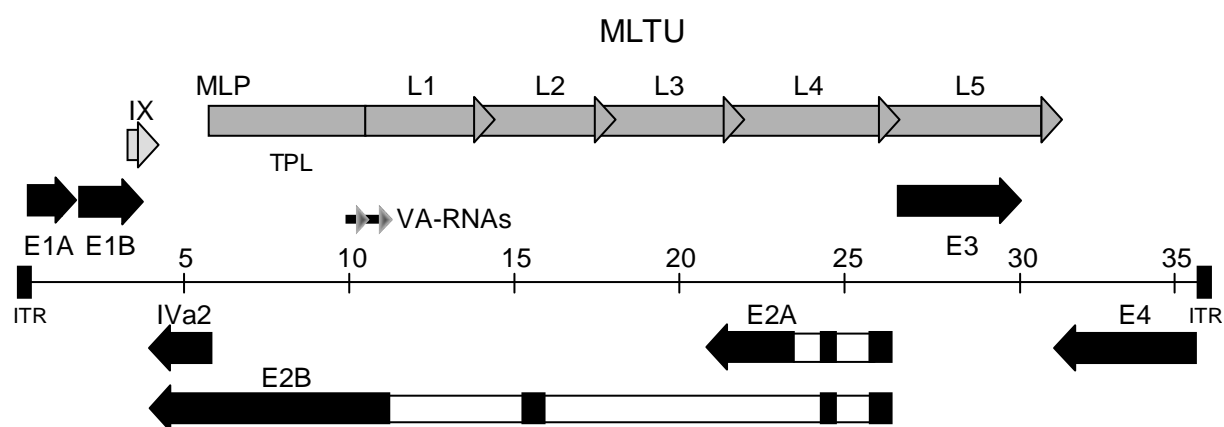 MLTU
MLP L1 L2 L3 L4 L5
IX
TPL
VA-RNAs
E1A E1B E3
5 10 15 20 25 30 35
ITR IVa2 E2A E4 ITR
E2B